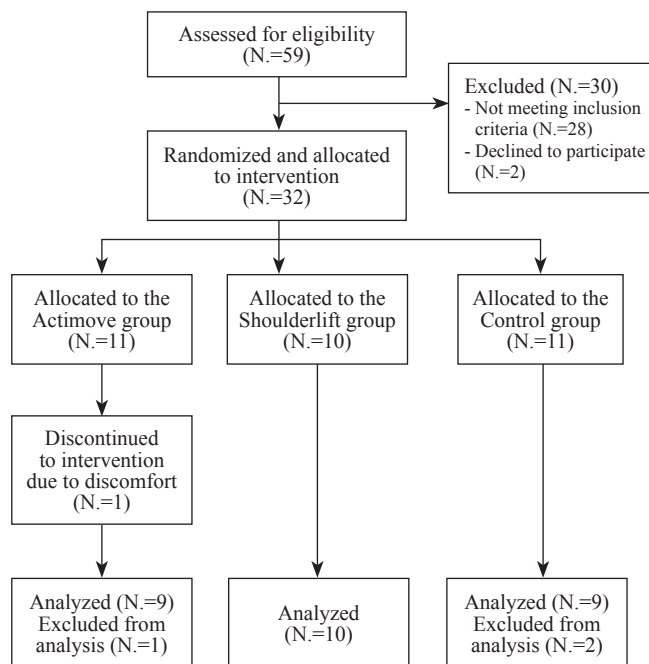 Assessed for eligibility
(N.=59)
Excluded (N.=30)
- Not meeting inclusion
criteria (N.=28)
- Declined to participate
(N.=2)
Randomized and allocated
to intervention
(N.=32)
Allocated to the
Actimove group
(N.=11)
Allocated to the
Shoulderlift group
(N.=10)
Allocated to the
Control group
(N.=11)
Discontinued
to intervention
due to discomfort
(N.=1)
Analyzed (N.=9)
Excluded from
analysis (N.=1)
Analyzed
(N.=10)
Analyzed (N.=9)
Excluded from
analysis (N.=2)